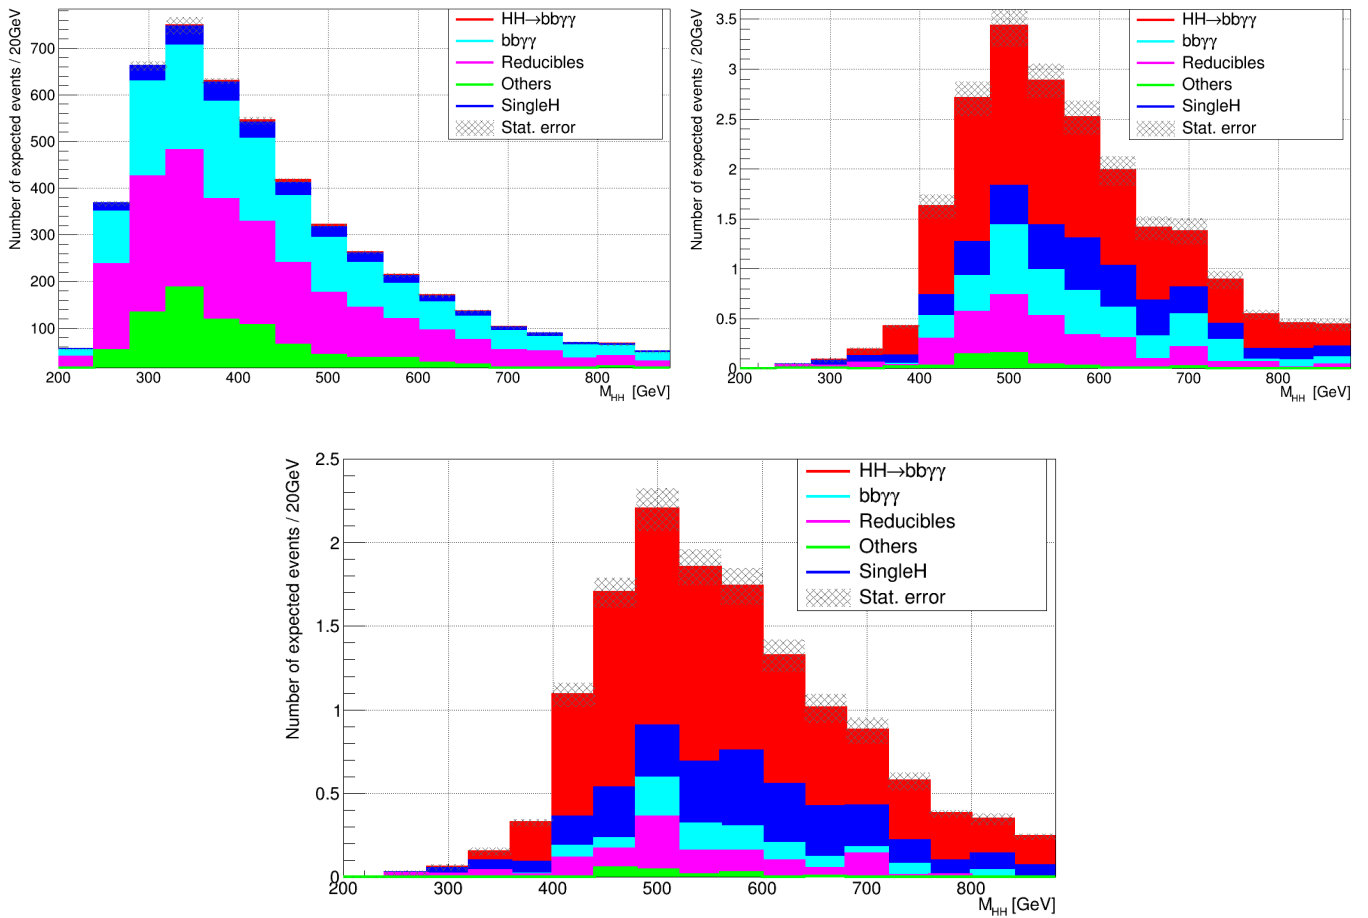 Number of expected events / 20GeV
700
600
500
400
300
200
100
200 300 400 500 600 700 800
M_HH [GeV]
HH→bbγγ
bbγγ
Reducibles
Others
SingleH
Stat. error
Number of expected events / 20GeV
3.5
3
2.5
2
1.5
1
0.5
0
200 300 400 500 600 700 800
M_HH [GeV]
HH→bbγγ
bbγγ
Reducibles
Others
SingleH
Stat. error
Number of expected events / 20GeV
2.5
2
1.5
1
0.5
0
200 300 400 500 600 700 800
M_HH [GeV]
HH→bbγγ
bbγγ
Reducibles
Others
SingleH
Stat. error